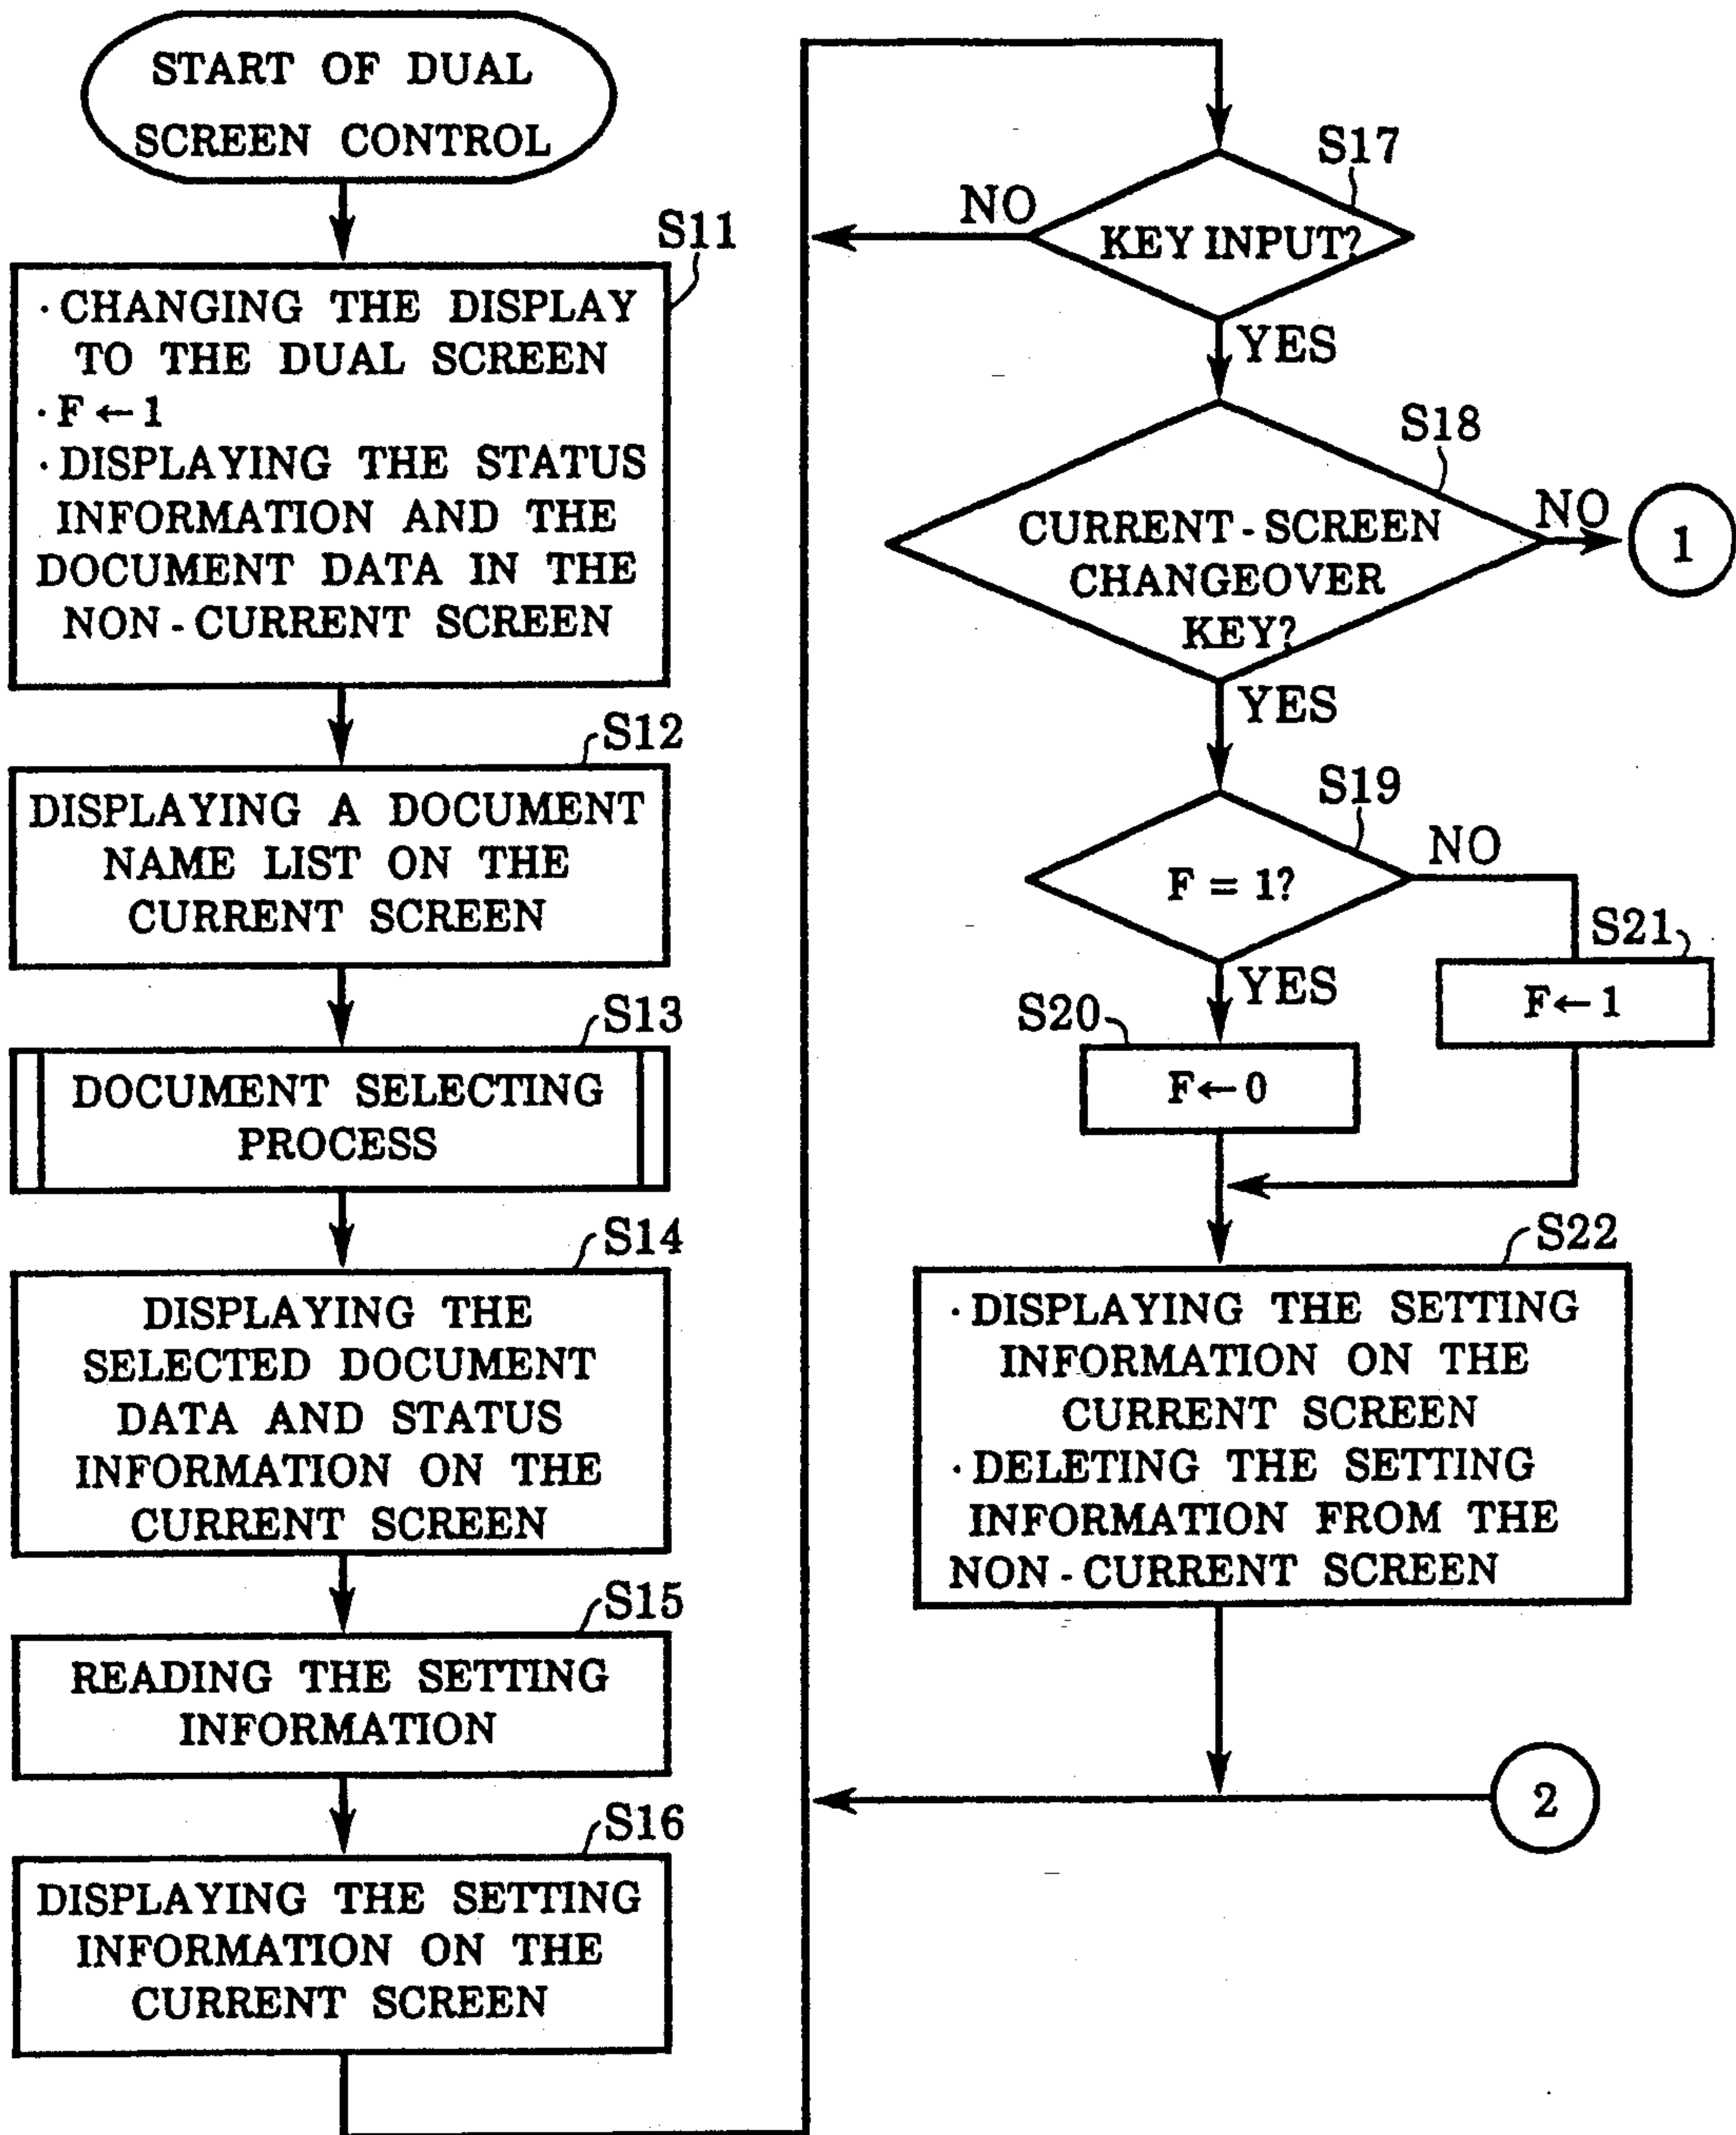 START OF DUAL
SCREEN CONTROL
S11
· CHANGING THE DISPLAY
TO THE DUAL SCREEN
· F ← 1
· DISPLAYING THE STATUS
INFORMATION AND THE
DOCUMENT DATA IN THE
NON-CURRENT SCREEN
S12
DISPLAYING A DOCUMENT
NAME LIST ON THE
CURRENT SCREEN
S13
DOCUMENT SELECTING
PROCESS
S14
DISPLAYING THE
SELECTED DOCUMENT
DATA AND STATUS
INFORMATION ON THE
CURRENT SCREEN
S15
READING THE SETTING
INFORMATION
S16
DISPLAYING THE SETTING
INFORMATION ON THE
CURRENT SCREEN
S17
NO
KEY INPUT?
YES
S18
NO
1
CURRENT-SCREEN
CHANGEOVER
KEY?
YES
S19
NO
F = 1?
YES
S21
F ← 1
S20
F ← 0
S22
· DISPLAYING THE SETTING
INFORMATION ON THE
CURRENT SCREEN
· DELETING THE SETTING
INFORMATION FROM THE
NON-CURRENT SCREEN
2